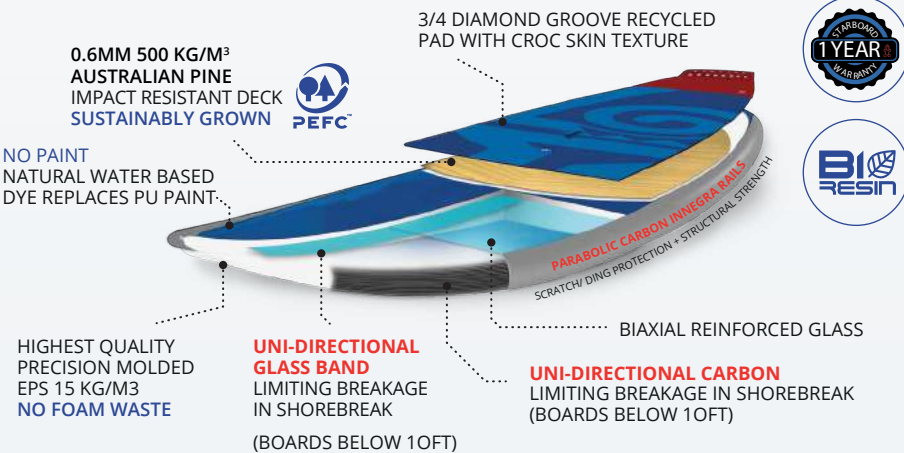 3/4 DIAMOND GROOVE RECYCLED
PAD WITH CROC SKIN TEXTURE
STARBOARD
1 YEAR
WARRANTY
0.6MM 500 KG/M³
AUSTRALIAN PINE
IMPACT RESISTANT DECK
SUSTAINABLY GROWN
PEFC™
BIO
RESIN
NO PAINT
NATURAL WATER BASED
DYE REPLACES PU PAINT
PARABOLIC CARBON INNEGRA RAILS
SCRATCH/ DING PROTECTION + STRUCTURAL STRENGTH
BIAXIAL REINFORCED GLASS
HIGHEST QUALITY
PRECISION MOLDED
EPS 15 KG/M3
NO FOAM WASTE
UNI-DIRECTIONAL
GLASS BAND
LIMITING BREAKAGE
IN SHOREBREAK
(BOARDS BELOW 1OFT)
UNI-DIRECTIONAL CARBON
LIMITING BREAKAGE IN SHOREBREAK
(BOARDS BELOW 1OFT)